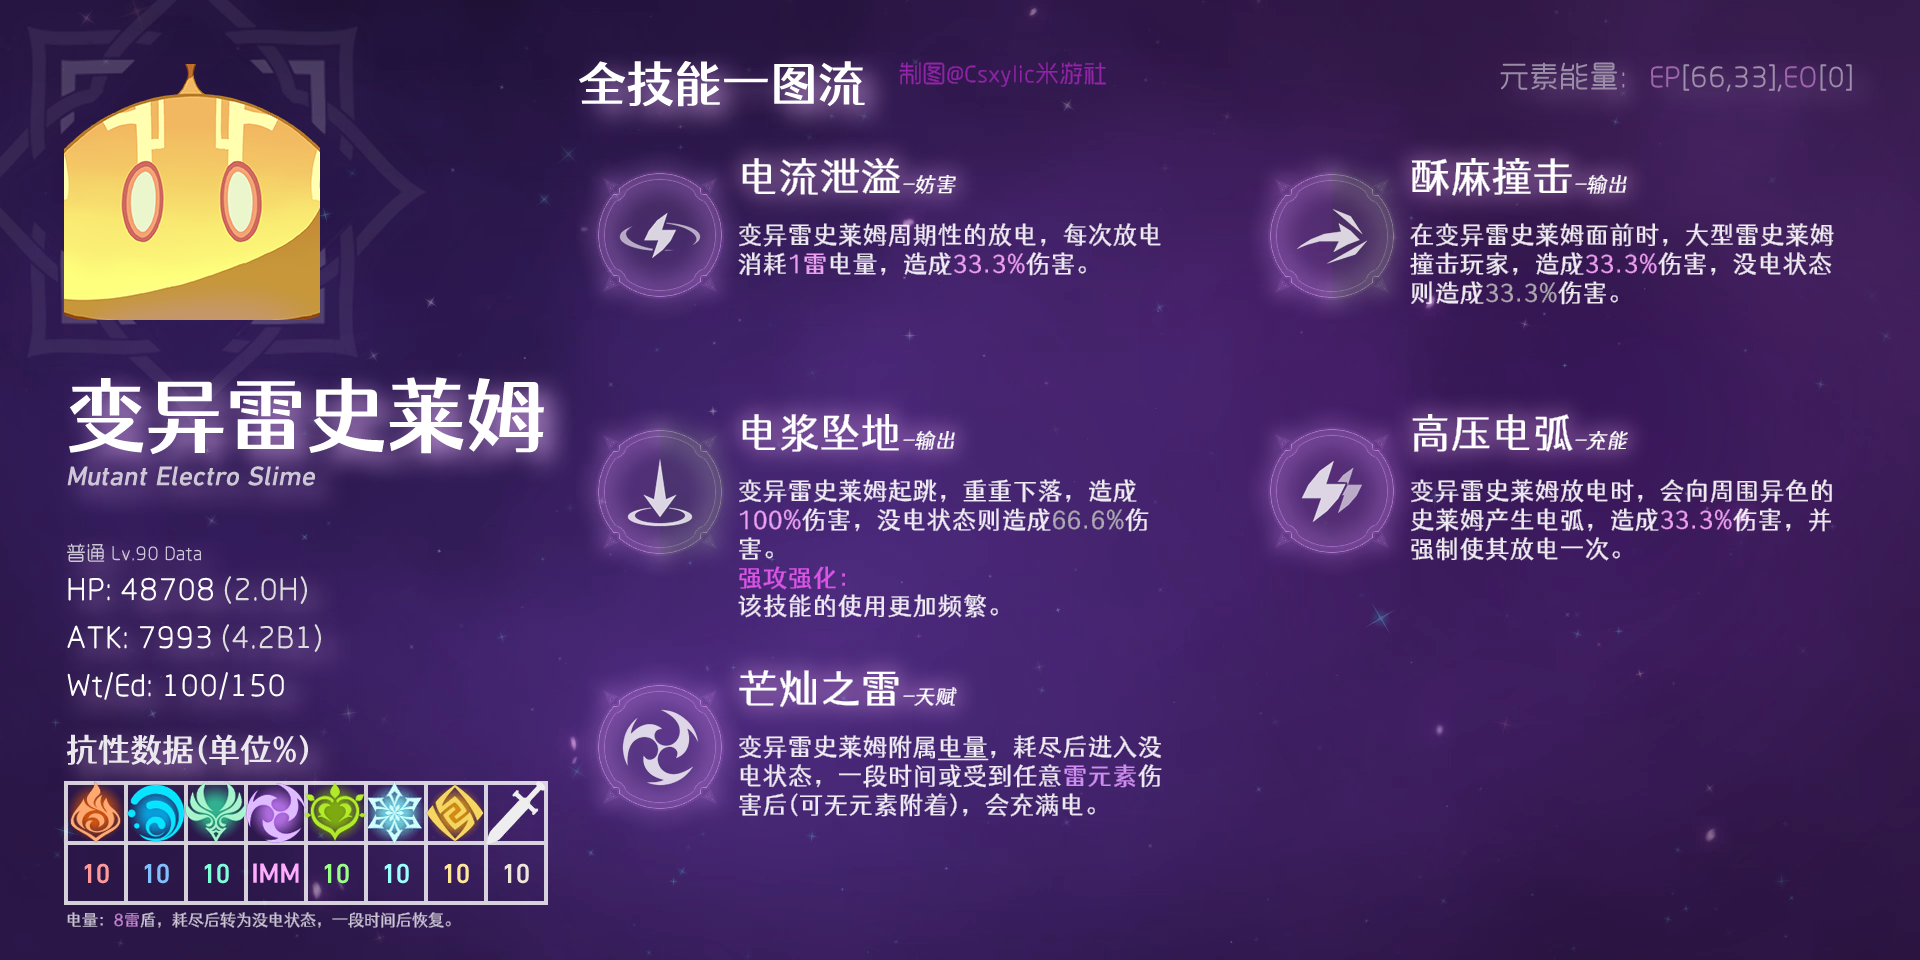 全技能一图流
制图@Csxylic米游社
元素能量： EP[66,33],EO[0]
变异雷史莱姆
Mutant Electro Slime
普通 Lv.90 Data
HP: 48708 (2.0H)
ATK: 7993 (4.2B1)
Wt/Ed: 100/150
抗性数据(单位%)
10 10 10 IMM 10 10 10 10
电量：8雷盾，耗尽后转为没电状态，一段时间后恢复。
电流泄溢-妨害
变异雷史莱姆周期性的放电，每次放电
消耗1雷电量，造成33.3%伤害。
酥麻撞击-输出
在变异雷史莱姆面前时，大型雷史莱姆
撞击玩家，造成33.3%伤害，没电状态
则造成33.3%伤害。
电浆坠地-输出
变异雷史莱姆起跳，重重下落，造成
100%伤害，没电状态则造成66.6%伤
害。
强攻强化：
该技能的使用更加频繁。
高压电弧-充能
变异雷史莱姆放电时，会向周围异色的
史莱姆产生电弧，造成33.3%伤害，并
强制使其放电一次。
芒灿之雷-天赋
变异雷史莱姆附属电量，耗尽后进入没
电状态，一段时间或受到任意雷元素伤
害后(可无元素附着)，会充满电。